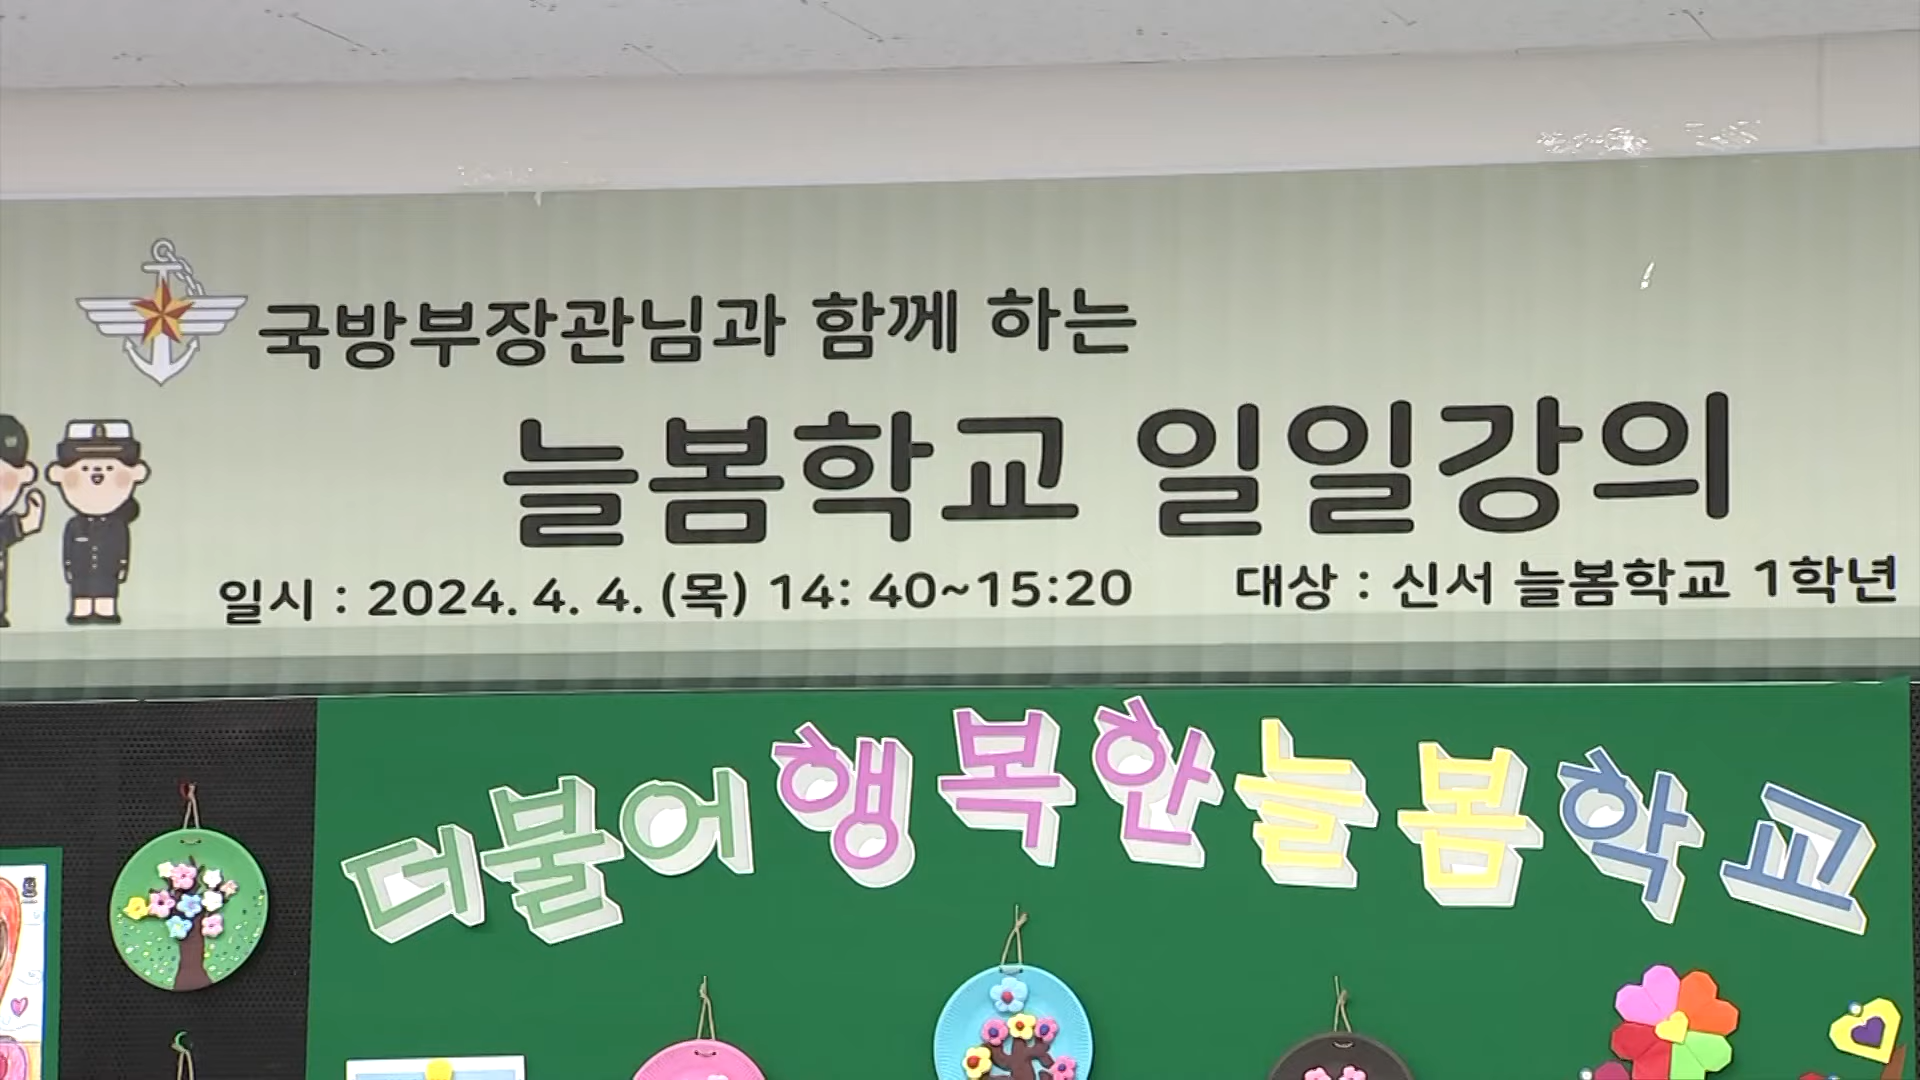 국방부장관님과 함께 하는
늘봄학교 일일강의
일시 : 2024. 4. 4. (목) 14: 40~15:20 대상 : 신서 늘봄학교 1학년
더불어 행복한 늘봄학교